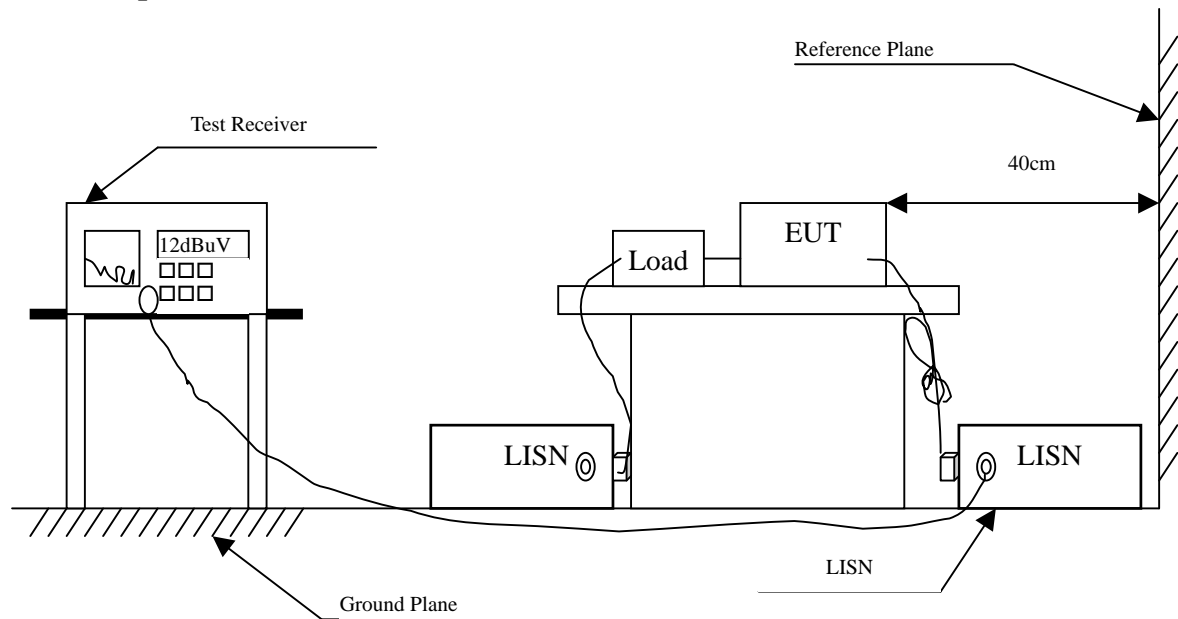 Reference Plane
Test Receiver
40cm
12dBuV
EUT
Load
LISN
LISN
LISN
Ground Plane